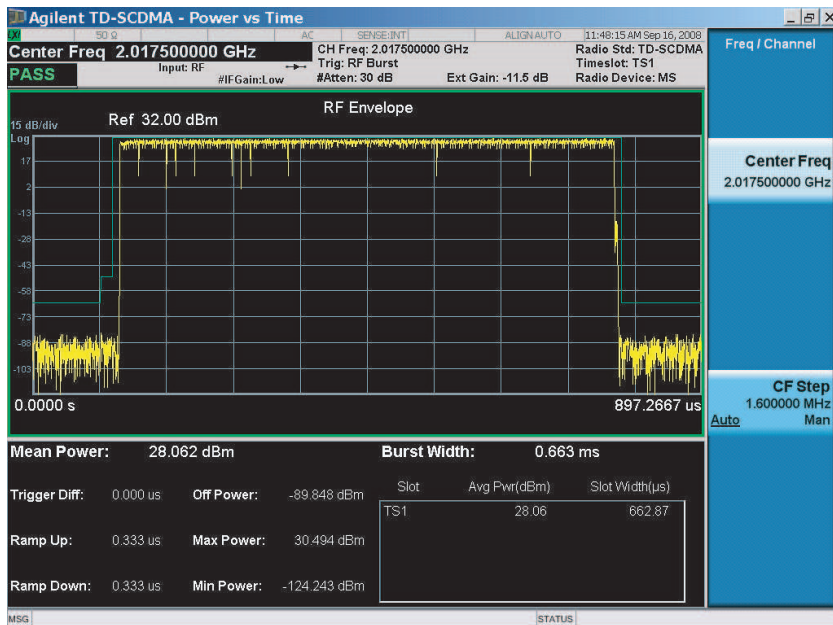 Agilent TD-SCDMA - Power vs Time
LXI 50 Ω AC SENSE:INT ALIGN AUTO 11:48:15 AM Sep 16, 2008
Center Freq 2.017500000 GHz
CH Freq: 2.017500000 GHz
Radio Std: TD-SCDMA
Trig: RF Burst
Timeslot: TS1
PASS
Input: RF
#IFGain:Low
#Atten: 30 dB
Ext Gain: -11.5 dB
Radio Device: MS
Freq / Channel
RF Envelope
15 dB/div
Ref 32.00 dBm
Log
17
2
-13
-28
-43
-58
-73
-88
-103
0.0000 s
897.2667 us
Center Freq
2.017500000 GHz
CF Step
1.600000 MHz
Auto Man
Mean Power: 28.062 dBm
Burst Width: 0.663 ms
Trigger Diff: 0.000 us
Off Power: -89.848 dBm
Ramp Up: 0.333 us
Max Power: 30.494 dBm
Ramp Down: 0.333 us
Min Power: -124.243 dBm
Slot Avg Pwr(dBm) Slot Width(µs)
TS1 28.06 662.87
MSG
STATUS